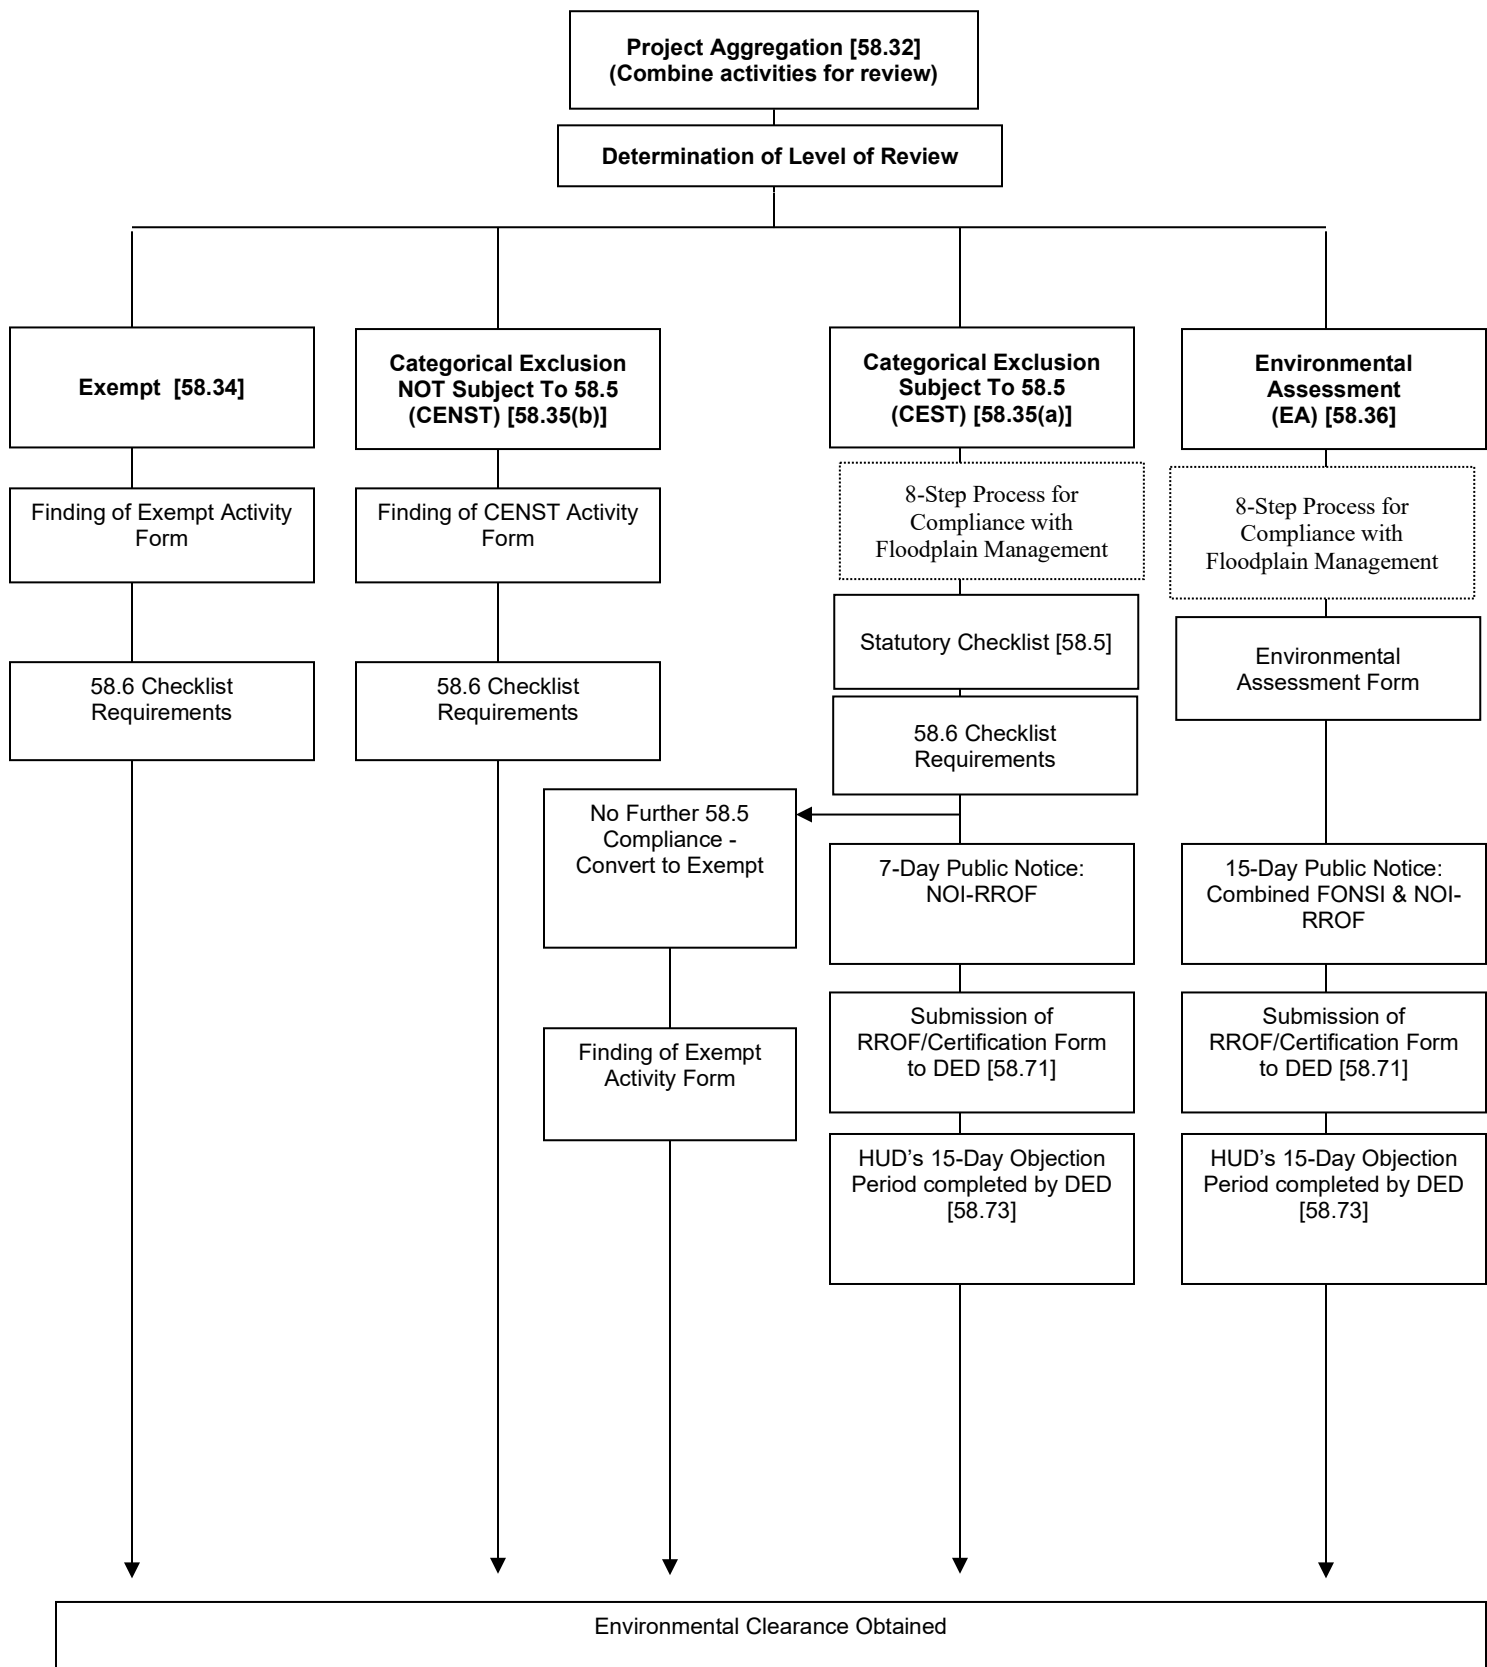 Project Aggregation [58.32]
(Combine activities for review)
Determination of Level of Review
Exempt [58.34]
Categorical Exclusion
NOT Subject To 58.5
(CENST) [58.35(b)]
Categorical Exclusion
Subject To 58.5
(CEST) [58.35(a)]
Environmental
Assessment
(EA) [58.36]
Finding of Exempt Activity
Form
Finding of CENST Activity
Form
8-Step Process for
Compliance with
Floodplain Management
8-Step Process for
Compliance with
Floodplain Management
Statutory Checklist [58.5]
Environmental
Assessment Form
58.6 Checklist
Requirements
58.6 Checklist
Requirements
58.6 Checklist
Requirements
No Further 58.5
Compliance -
Convert to Exempt
7-Day Public Notice:
NOI-RROF
15-Day Public Notice:
Combined FONSI & NOI-
RROF
Finding of Exempt
Activity Form
Submission of
RROF/Certification Form
to DED [58.71]
Submission of
RROF/Certification Form
to DED [58.71]
HUD’s 15-Day Objection
Period completed by DED
[58.73]
HUD’s 15-Day Objection
Period completed by DED
[58.73]
Environmental Clearance Obtained